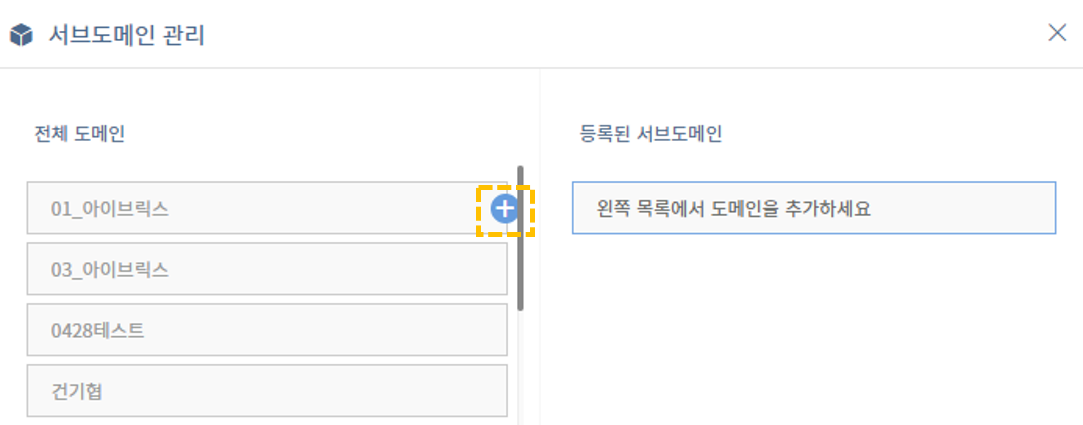 서브도메인 관리
전체 도메인
01_아이브릭스
03_아이브릭스
0428테스트
건기협
등록된 서브도메인
왼쪽 목록에서 도메인을 추가하세요